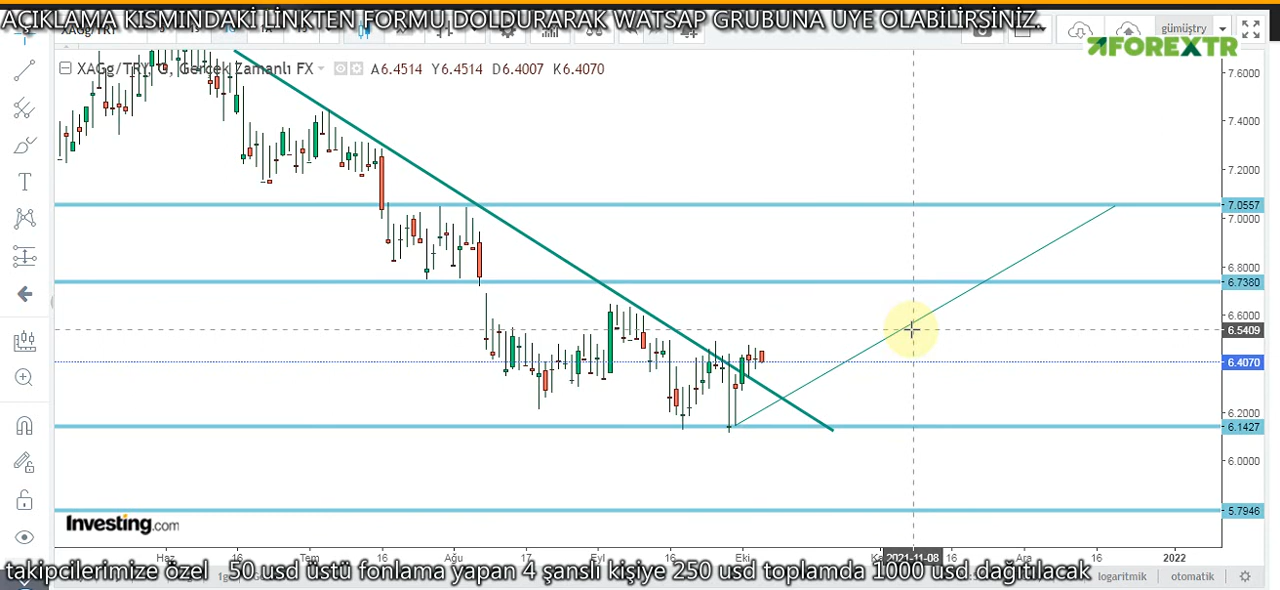 AÇIKLAMA KISMINDAKİ LİNKTEN FORMU DOLDURARAK WATSAP GRUBUNA ÜYE OLABİLİRSİNİZ.
gümüştry
FOREXTR
XAGg/TRY, G, Gerçek Zamanlı FX A6.4514 Y6.4514 D6.4007 K6.4070
7.6000
7.4000
7.2000
7.0557
7.0000
6.8000
6.7380
6.6000
6.5409
6.4070
6.2000
6.1427
6.0000
5.7946
Investing.com
Haz 16 Tem 16 Ağu 17 Eyl 16 Eki 2021-11-08 16 Ara 16 2022
takipcilerimize özel 50 usd üstü fonlama yapan 4 şanslı kişiye 250 usd toplamda 1000 usd dağıtılacak
logaritmik otomatik